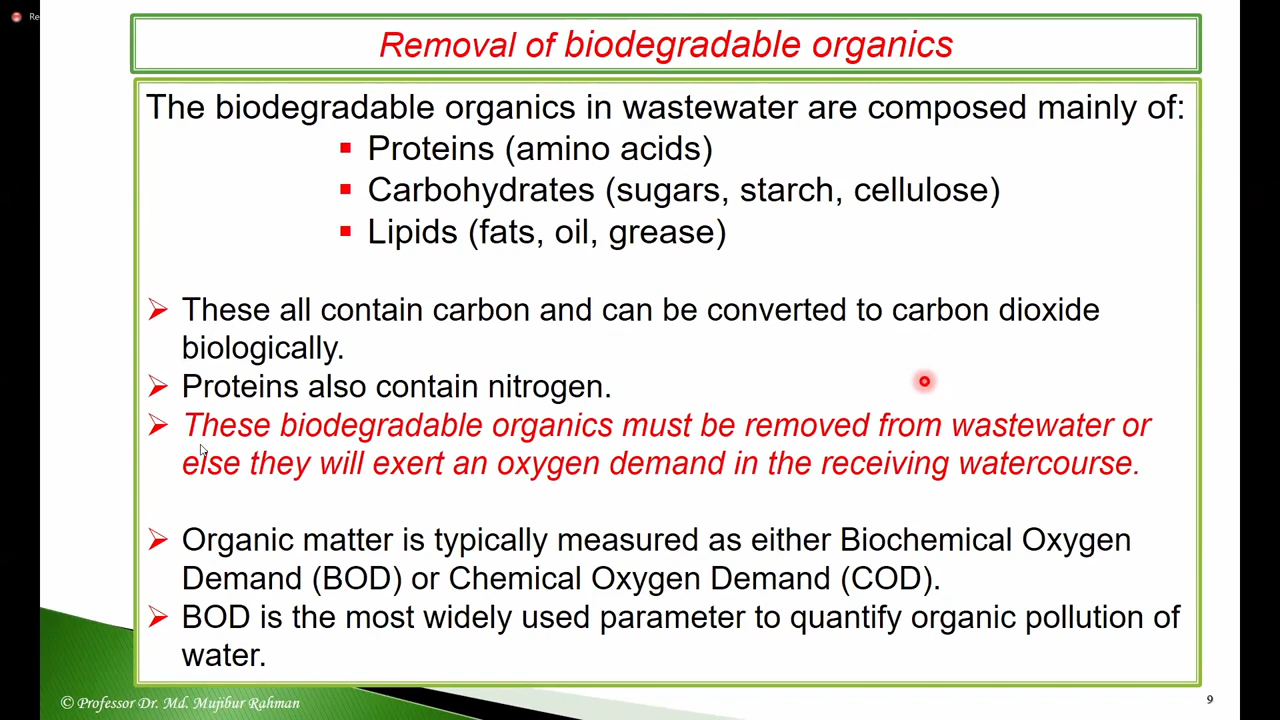 Re
Removal of biodegradable organics
The biodegradable organics in wastewater are composed mainly of:
Proteins (amino acids)
Carbohydrates (sugars, starch, cellulose)
Lipids (fats, oil, grease)
These all contain carbon and can be converted to carbon dioxide
biologically.
Proteins also contain nitrogen.
These biodegradable organics must be removed from wastewater or
else they will exert an oxygen demand in the receiving watercourse.
Organic matter is typically measured as either Biochemical Oxygen
Demand (BOD) or Chemical Oxygen Demand (COD).
BOD is the most widely used parameter to quantify organic pollution of
water.
© Professor Dr. Md. Mujibur Rahman
9